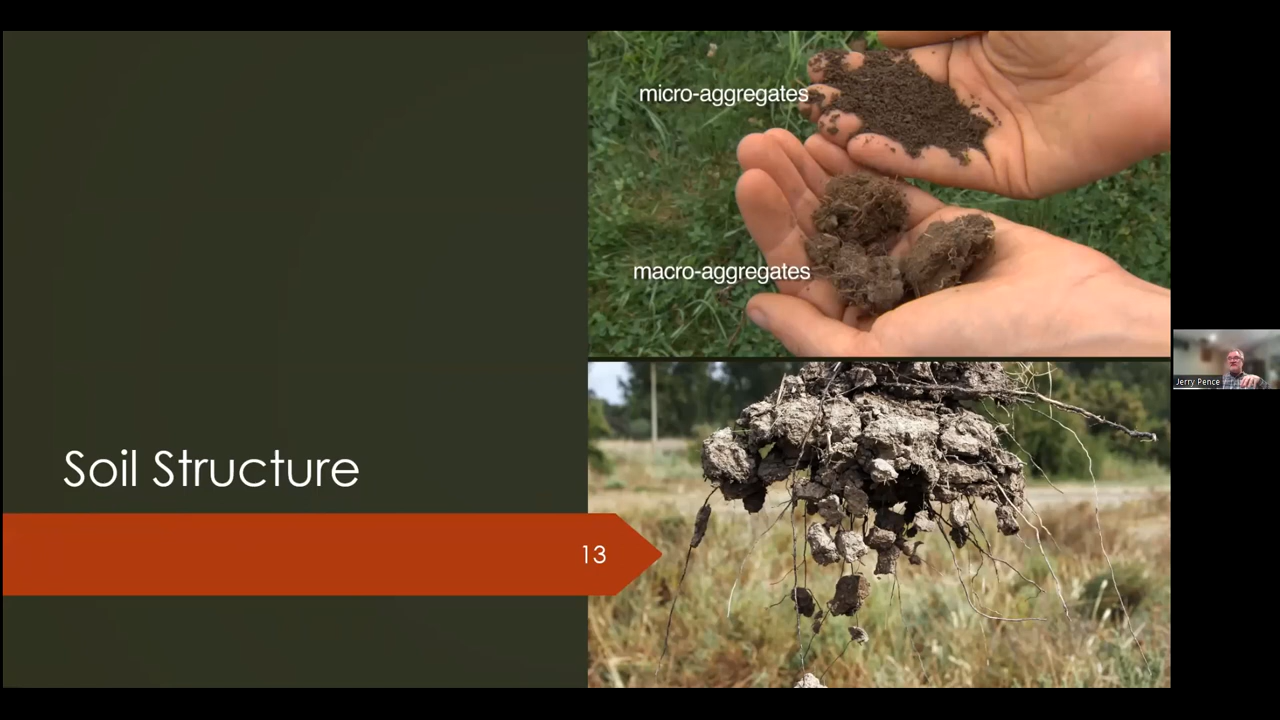 micro-aggregates
macro-aggregates
Soil Structure
13
Jerry Pence